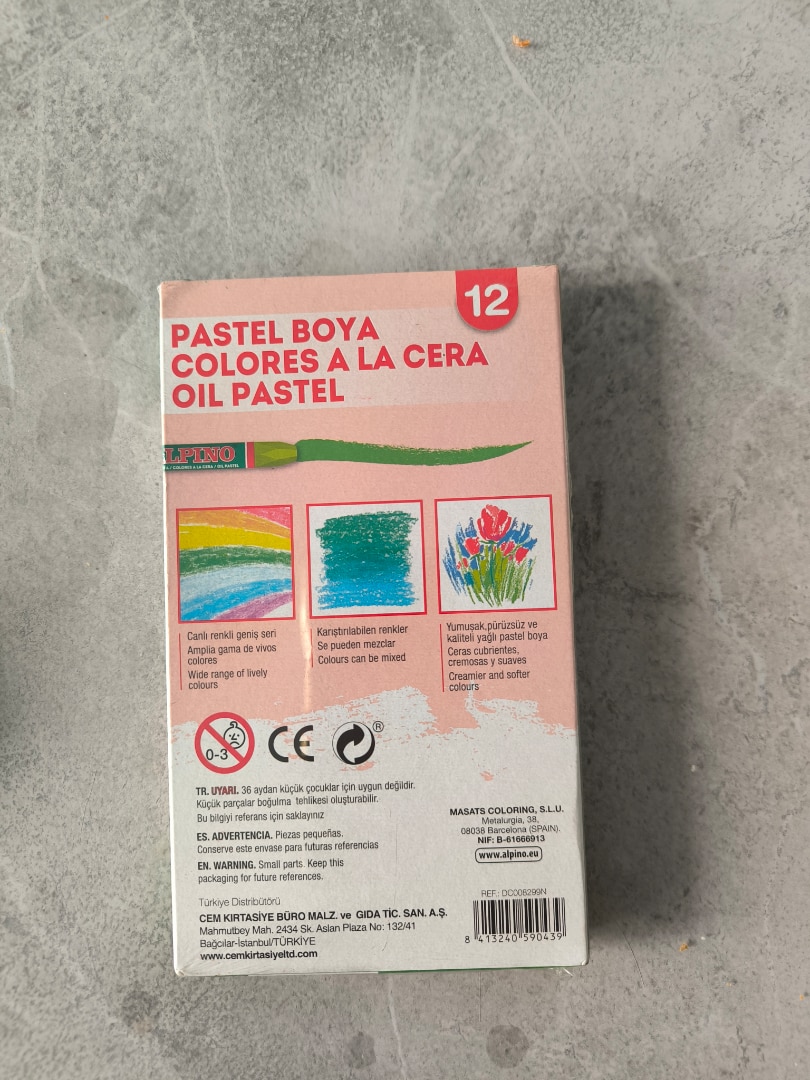 12
PASTEL BOYA
COLORES A LA CERA
OIL PASTEL
LPINO
/ COLORES A LA CERA / OIL PASTEL
Canlı renkli geniş seri
Amplia gama de vivos
colores
Wide range of lively
colours
Karıştırılabilen renkler
Se pueden mezclar
Colours can be mixed
Yumuşak,pürüzsüz ve
kaliteli yağlı pastel boya
Ceras cubrientes,
cremosas y suaves
Creamier and softer
colours
0-3
CE
®
TR. UYARI. 36 aydan küçük çocuklar için uygun değildir.
Küçük parçalar boğulma tehlikesi oluşturabilir.
Bu bilgiyi referans için saklayınız
ES. ADVERTENCIA. Piezas pequeñas.
Conserve este envase para futuras referencias
EN. WARNING. Small parts. Keep this
packaging for future references.
MASATS COLORING, S.L.U.
Metalurgia, 38,
08038 Barcelona (SPAIN).
NIF: B-61666913
www.alpino.eu
Türkiye Distribütörü
CEM KIRTASİYE BÜRO MALZ. ve GIDA TİC. SAN. A.Ş.
Mahmutbey Mah. 2434 Sk. Aslan Plaza No: 132/41
Bağcılar-İstanbul/TÜRKİYE
www.cemkirtasiyeltd.com
REF.: DC008299N
8 413240 590439